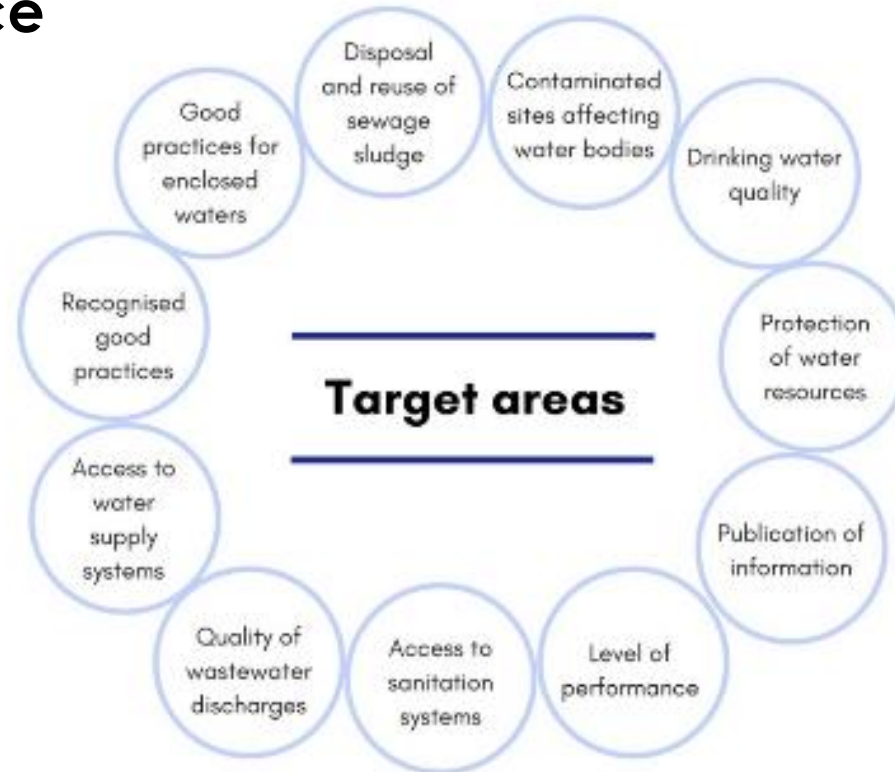 Disposal
and reuse of
sewage
sludge
Contaminated
sites affecting
water bodies
Drinking water
quality
Protection
of water
resources
Publication of
information
Level of
performance
Access to
sanitation
systems
Quality of
wastewater
discharges
Access to
water
supply
systems
Recognised
good
practices
Good
practices for
enclosed
waters
Target areas